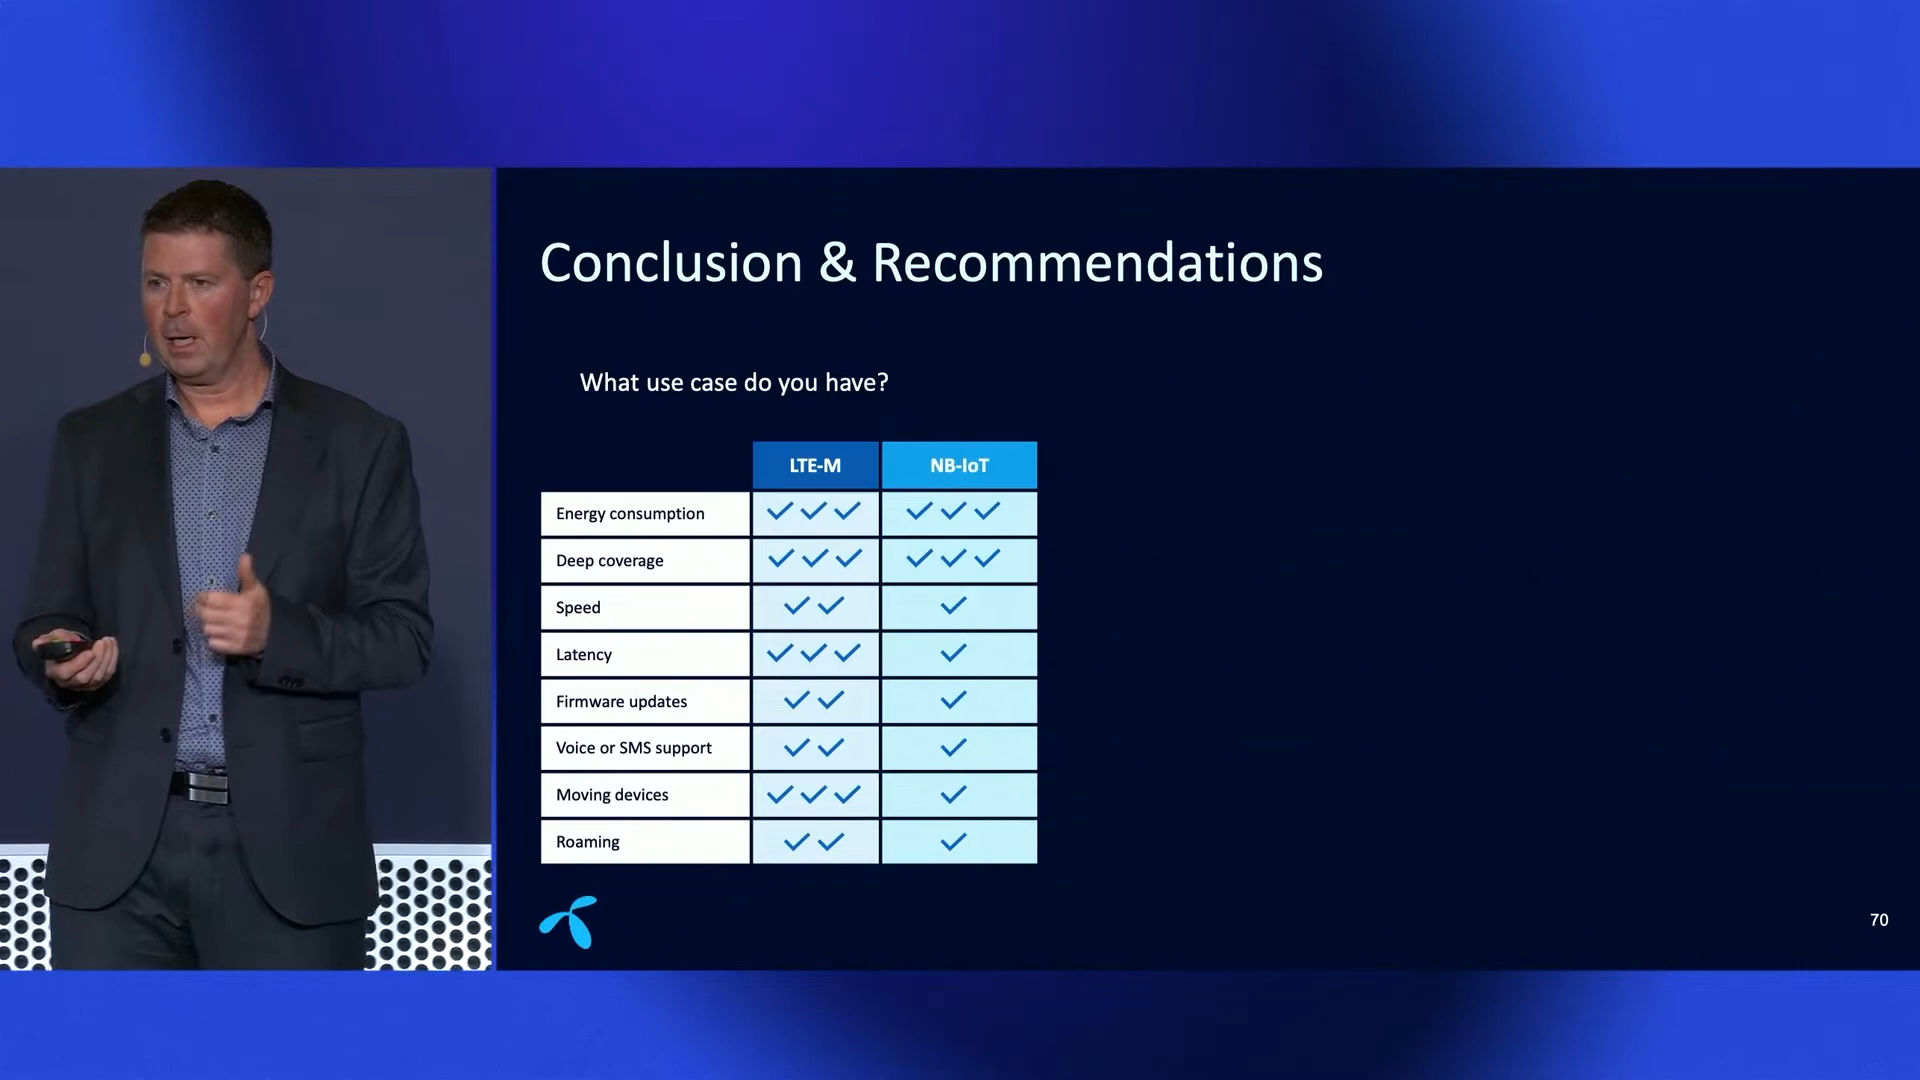 Conclusion & Recommendations
What use case do you have?
LTE-M NB-IoT
Energy consumption ✓✓✓ ✓✓✓
Deep coverage ✓✓✓ ✓✓✓
Speed ✓✓ ✓
Latency ✓✓✓ ✓
Firmware updates ✓✓ ✓
Voice or SMS support ✓✓ ✓
Moving devices ✓✓✓ ✓
Roaming ✓✓ ✓
70